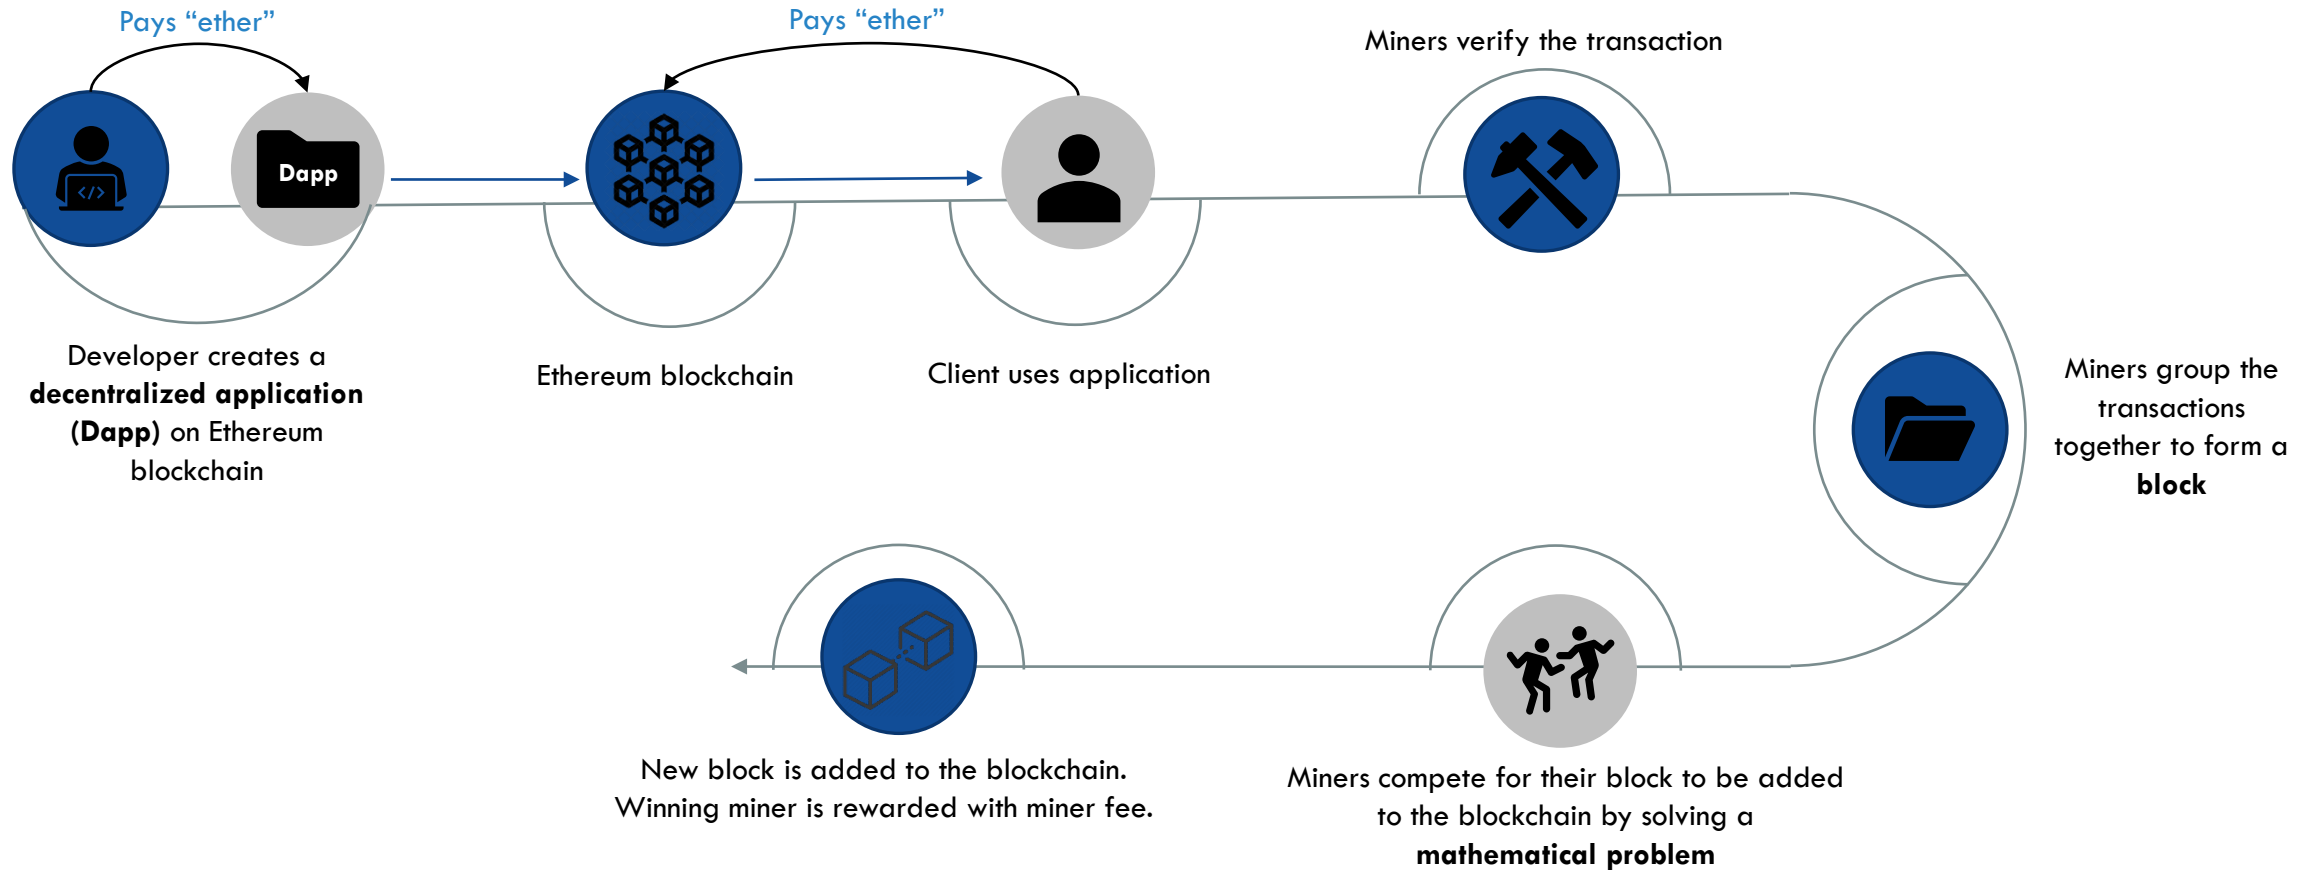 Pays “ether”
Pays “ether”
Miners verify the transaction
Dapp
</>
Developer creates a
decentralized application
(Dapp) on Ethereum
blockchain
Ethereum blockchain
Client uses application
Miners group the
transactions
together to form a
block
New block is added to the blockchain.
Winning miner is rewarded with miner fee.
Miners compete for their block to be added
to the blockchain by solving a
mathematical problem